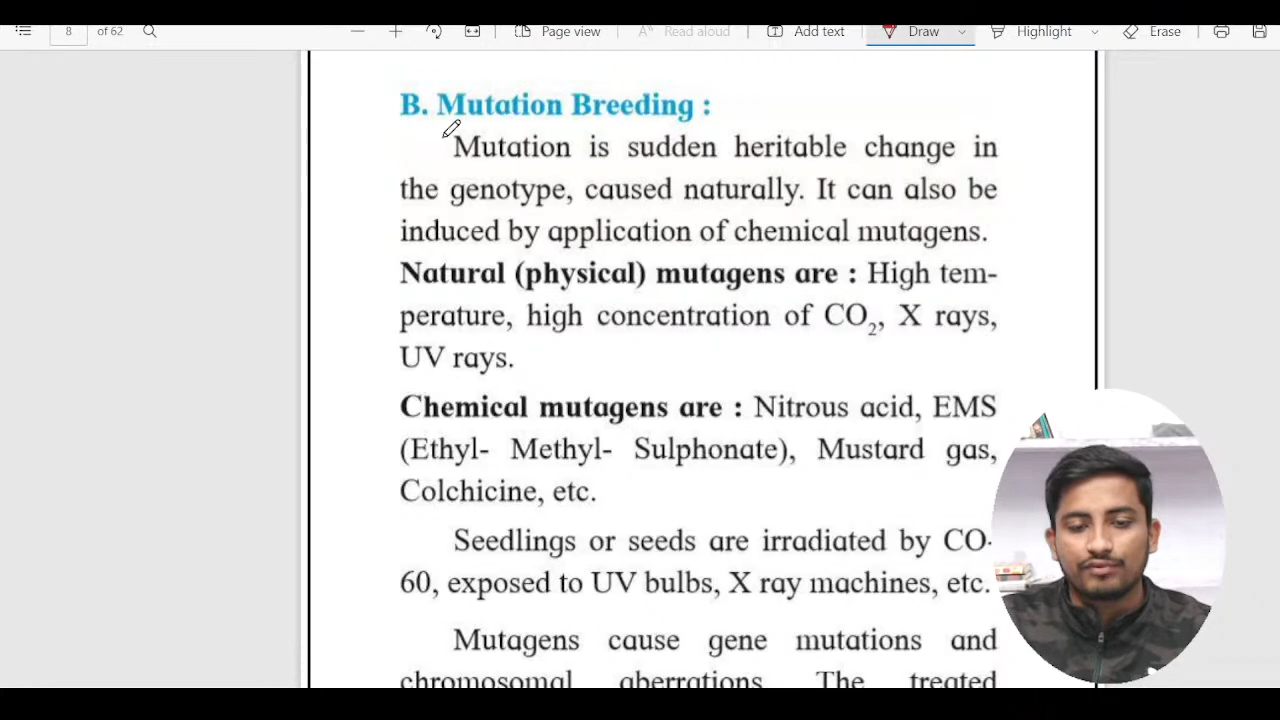 8 of 62 Page view Read aloud Add text Draw Highlight Erase
B. Mutation Breeding :
Mutation is sudden heritable change in
the genotype, caused naturally. It can also be
induced by application of chemical mutagens.
Natural (physical) mutagens are : High tem-
perature, high concentration of CO₂, X rays,
UV rays.
Chemical mutagens are : Nitrous acid, EMS
(Ethyl- Methyl- Sulphonate), Mustard gas,
Colchicine, etc.
Seedlings or seeds are irradiated by CO-
60, exposed to UV bulbs, X ray machines, etc.
Mutagens cause gene mutations and
chromosomal aberrations. The treated